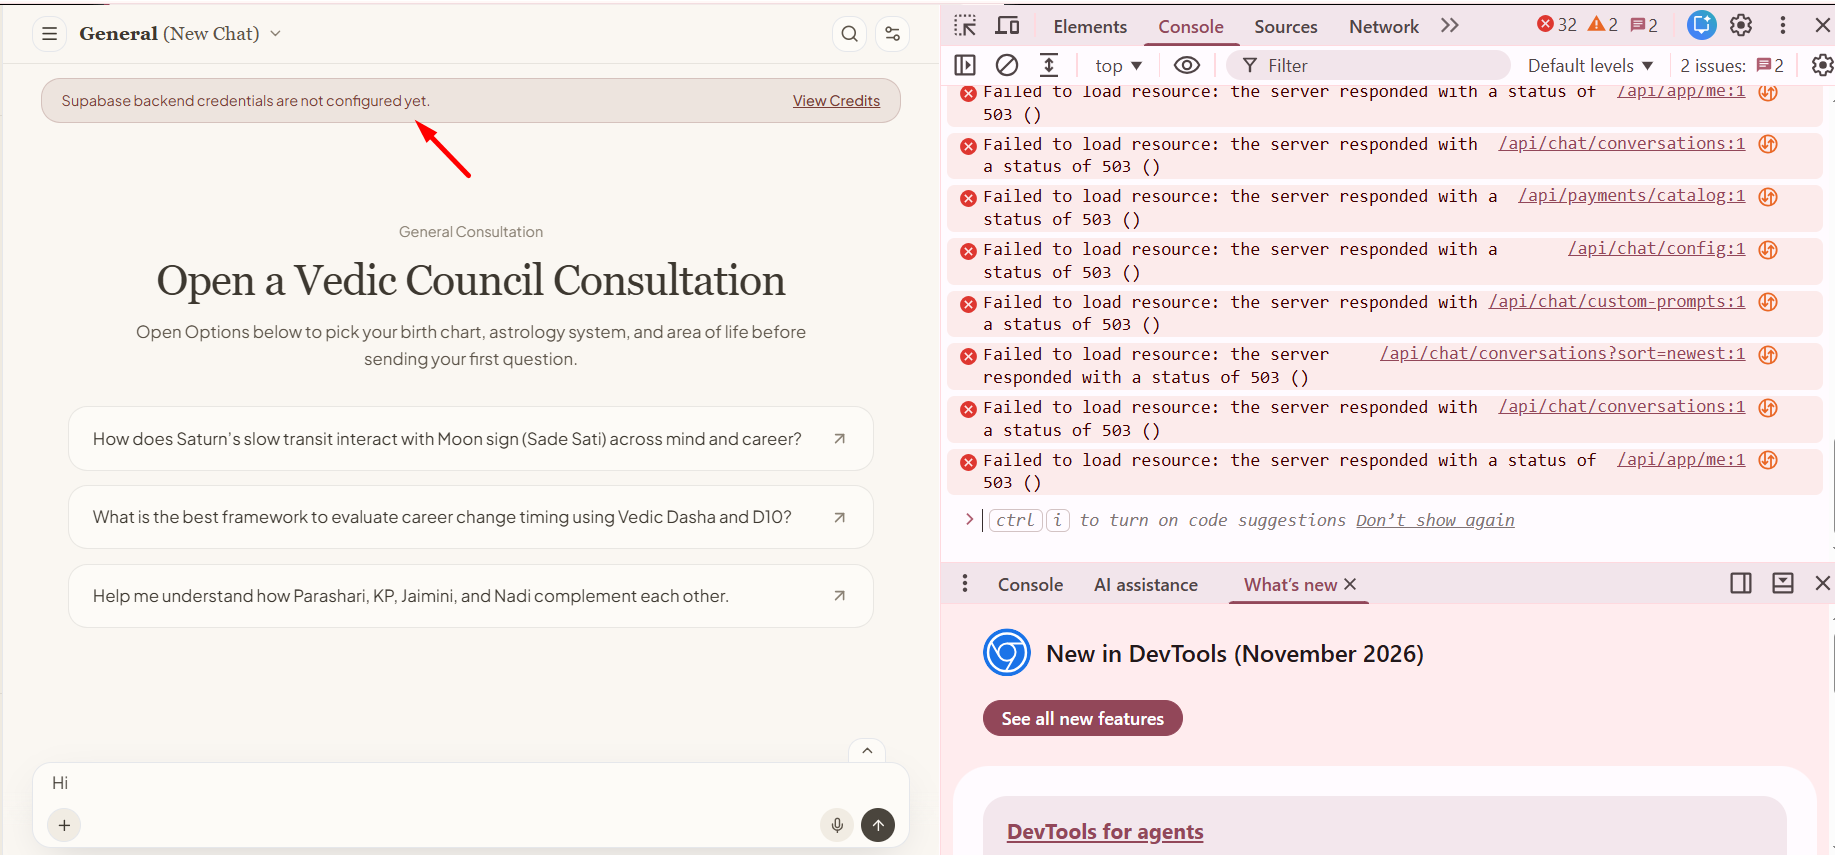 General (New Chat)
Supabase backend credentials are not configured yet. View Credits
General Consultation
Open a Vedic Council Consultation
Open Options below to pick your birth chart, astrology system, and area of life before
sending your first question.
How does Saturn's slow transit interact with Moon sign (Sade Sati) across mind and career?
What is the best framework to evaluate career change timing using Vedic Dasha and D10?
Help me understand how Parashari, KP, Jaimini, and Nadi complement each other.
Hi
Elements Console Sources Network 32 2 2
top Filter Default levels 2 issues: 2
Failed to load resource: the server responded with a status of /api/app/me:1
503 ()
Failed to load resource: the server responded with /api/chat/conversations:1
a status of 503 ()
Failed to load resource: the server responded with a /api/payments/catalog:1
status of 503 ()
Failed to load resource: the server responded with a /api/chat/config:1
status of 503 ()
Failed to load resource: the server responded with /api/chat/custom-prompts:1
a status of 503 ()
Failed to load resource: the server /api/chat/conversations?sort=newest:1
responded with a status of 503 ()
Failed to load resource: the server responded with /api/chat/conversations:1
a status of 503 ()
Failed to load resource: the server responded with a status of /api/app/me:1
503 ()
ctrl i to turn on code suggestions Don't show again
Console AI assistance What's new
New in DevTools (November 2026)
See all new features
DevTools for agents